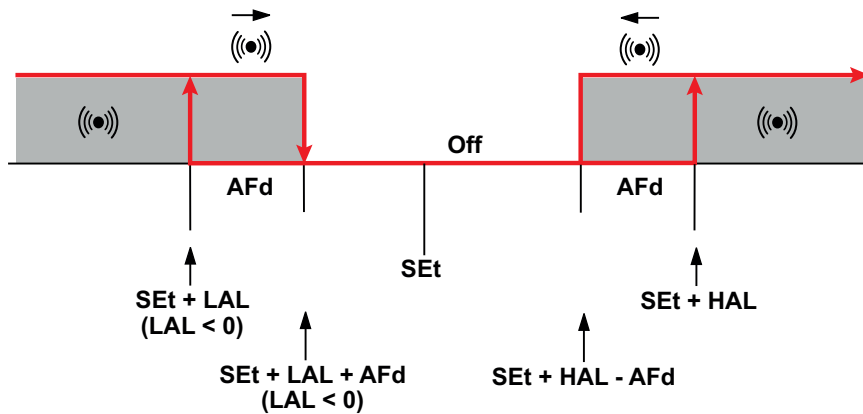 Off
AFd
AFd
SEt
SEt + LAL
(LAL < 0)
SEt + HAL
SEt + LAL + AFd
(LAL < 0)
SEt + HAL - AFd